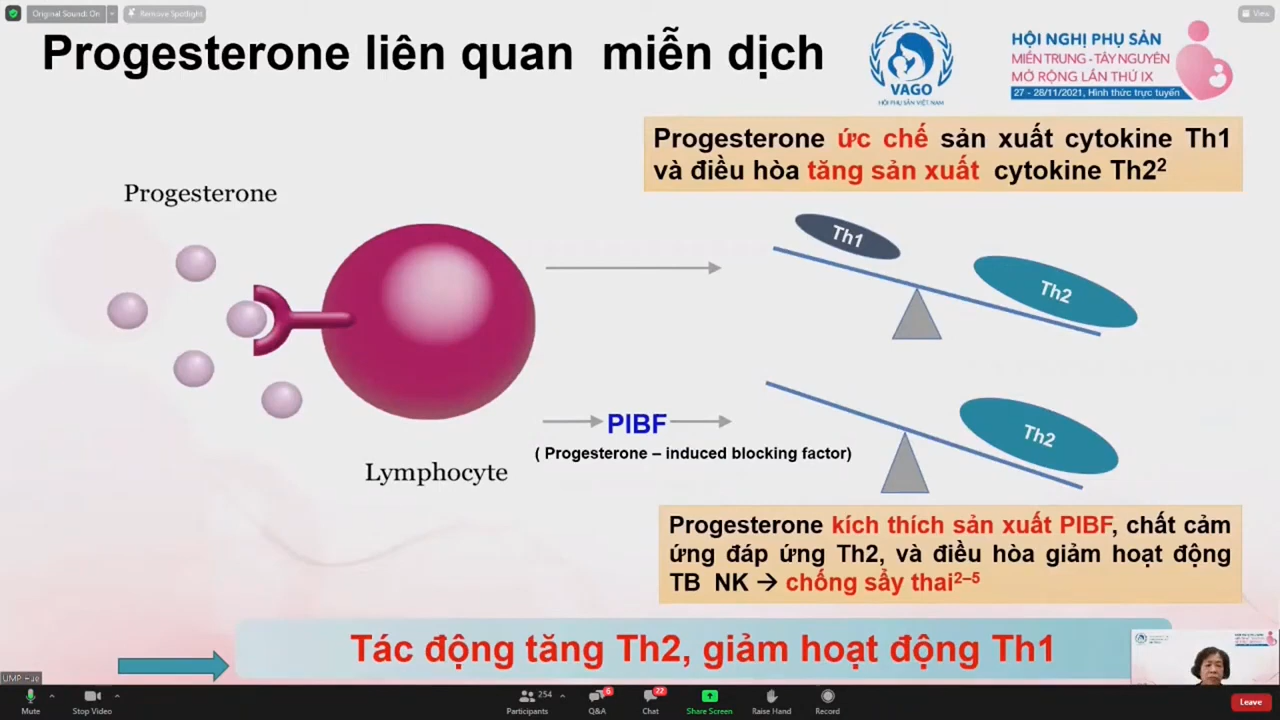 Original Sound: On
Remove Spotlight
View
Progesterone liên quan miễn dịch
VAGO
HỘI PHỤ SẢN VIỆT NAM
HỘI NGHỊ PHỤ SẢN
MIỀN TRUNG - TÂY NGUYÊN
MỞ RỘNG LẦN THỨ IX
27 - 28/11/2021, Hình thức trực tuyến
Progesterone ức chế sản xuất cytokine Th1
và điều hòa tăng sản xuất cytokine Th2²
Progesterone
Th1
Th2
PIBF
( Progesterone – induced blocking factor)
Th2
Lymphocyte
Progesterone kích thích sản xuất PIBF, chất cảm
ứng đáp ứng Th2, và điều hòa giảm hoạt động
TB NK → chống sẩy thai²⁻⁵
Tác động tăng Th2, giảm hoạt động Th1
Mute
Stop Video
254
Participants
6
Q&A
22
Chat
Share Screen
Raise Hand
Record
Leave